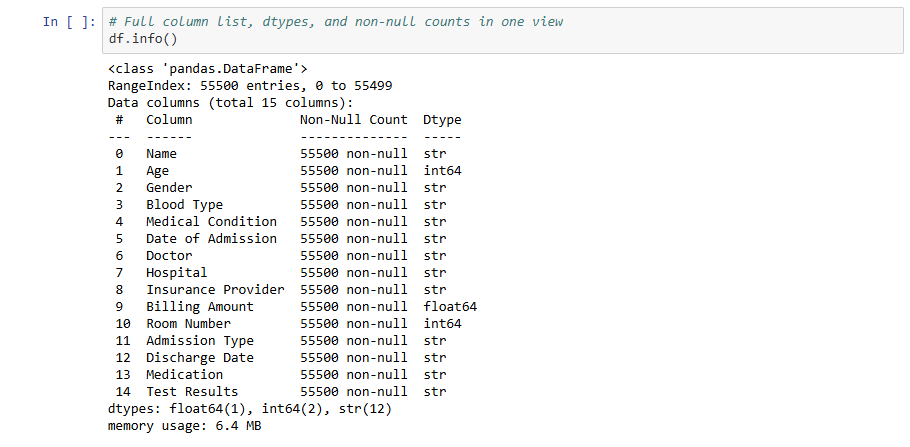 In [ ]: # Full column list, dtypes, and non-null counts in one view
df.info()
<class 'pandas.DataFrame'>
RangeIndex: 55500 entries, 0 to 55499
Data columns (total 15 columns):
 #   Column              Non-Null Count  Dtype
---  ------              --------------  -----
 0   Name                55500 non-null  str
 1   Age                 55500 non-null  int64
 2   Gender              55500 non-null  str
 3   Blood Type          55500 non-null  str
 4   Medical Condition   55500 non-null  str
 5   Date of Admission   55500 non-null  str
 6   Doctor              55500 non-null  str
 7   Hospital            55500 non-null  str
 8   Insurance Provider  55500 non-null  str
 9   Billing Amount      55500 non-null  float64
 10  Room Number         55500 non-null  int64
 11  Admission Type      55500 non-null  str
 12  Discharge Date      55500 non-null  str
 13  Medication          55500 non-null  str
 14  Test Results        55500 non-null  str
dtypes: float64(1), int64(2), str(12)
memory usage: 6.4 MB